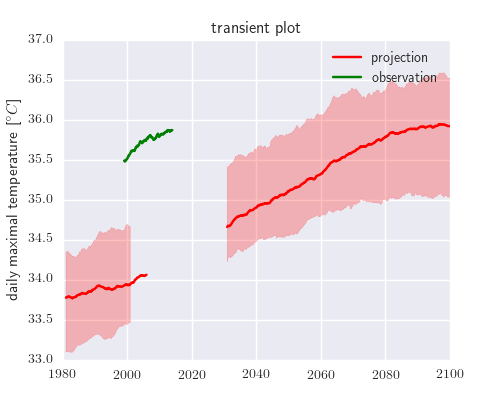 transient plot
37.0
36.5
36.0
35.5
35.0
34.5
34.0
33.5
33.0
daily maximal temperature [°C]
projection
observation
1980 2000 2020 2040 2060 2080 2100